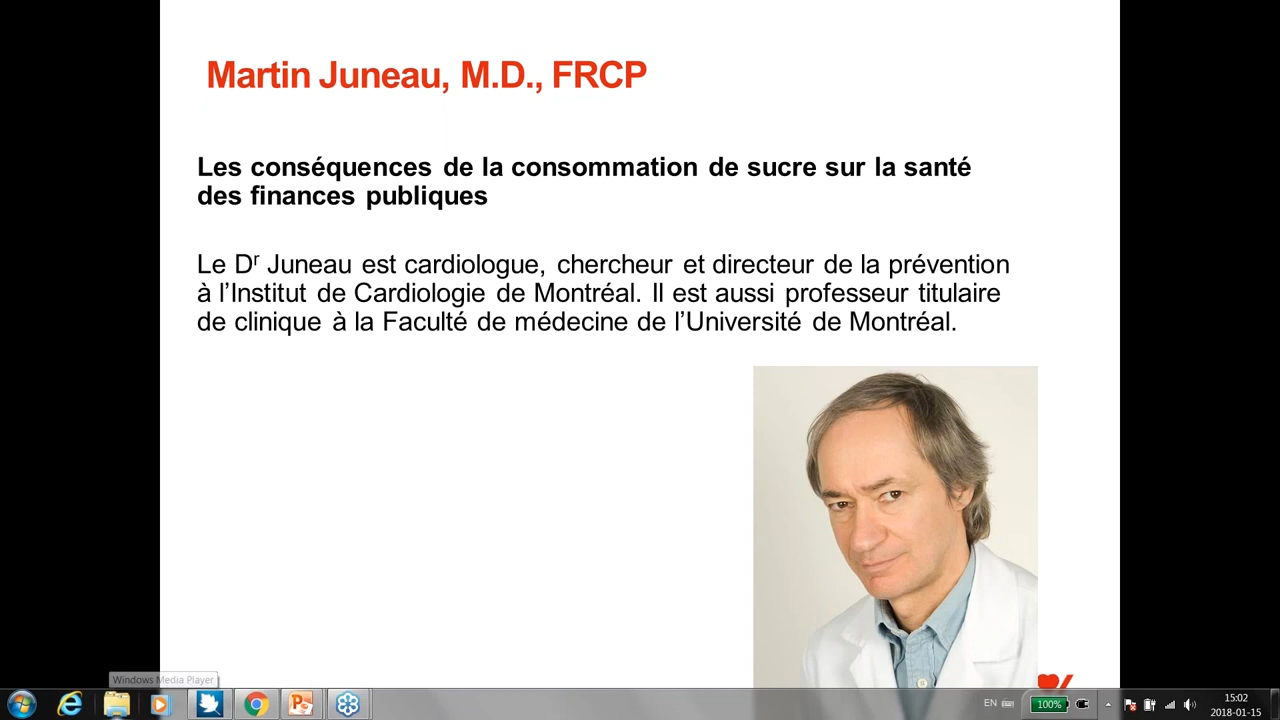 Martin Juneau, M.D., FRCP
Les conséquences de la consommation de sucre sur la santé
des finances publiques
Le Dr Juneau est cardiologue, chercheur et directeur de la prévention
à l’Institut de Cardiologie de Montréal. Il est aussi professeur titulaire
de clinique à la Faculté de médecine de l’Université de Montréal.
Windows Media Player
EN
100%
15:02
2018-01-15